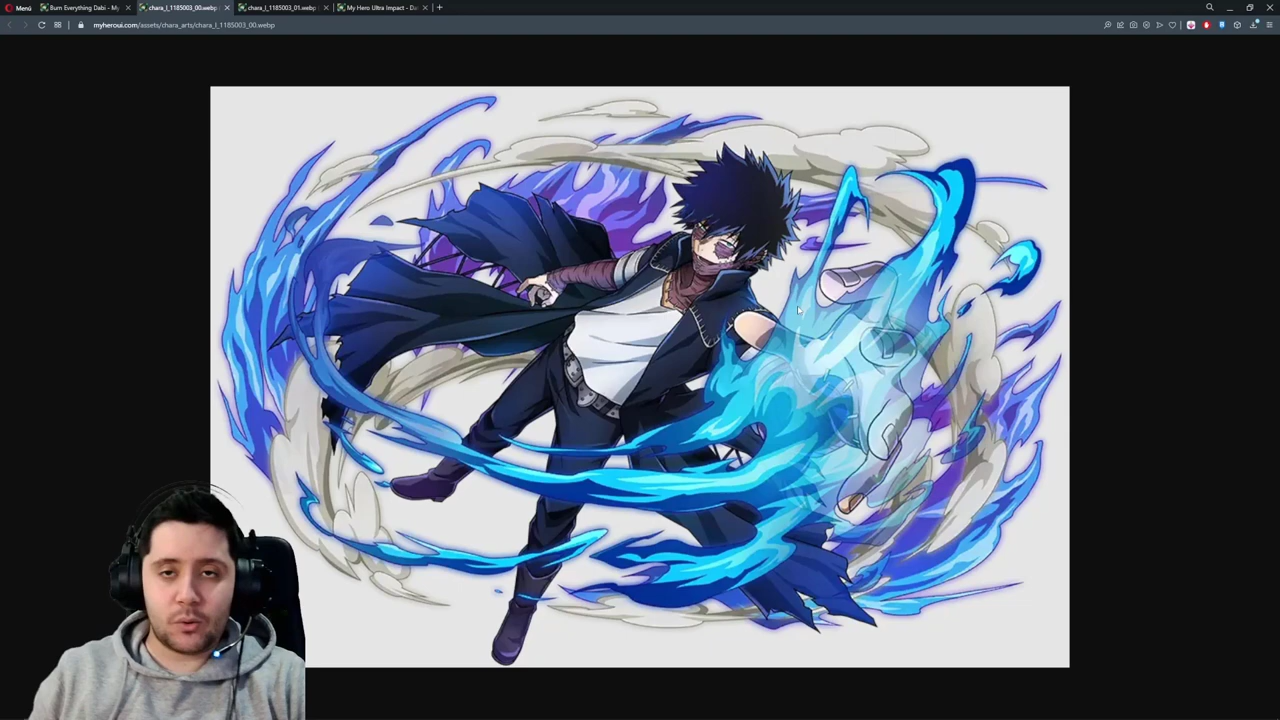 Menú
Burn Everything Dabi - My
chara_l_1185003_00.webp
chara_l_1185003_01.webp
My Hero Ultra Impact - Da
myheroui.com/assets/chara_arts/chara_l_1185003_00.webp